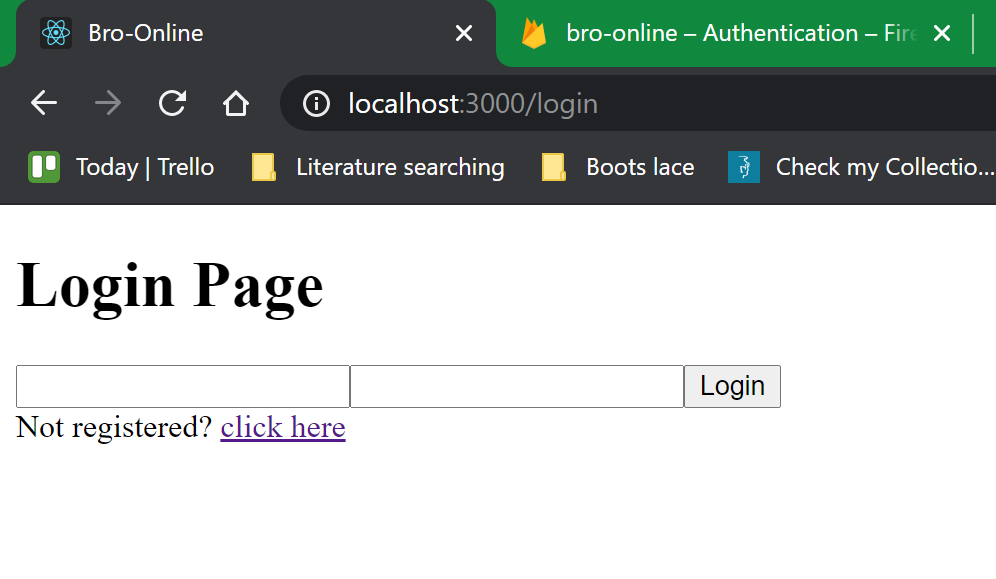 Bro-Online
bro-online – Authentication – Fire
localhost:3000/login
Today | Trello
Literature searching
Boots lace
Check my Collectio...
Login Page
Login
Not registered? click here